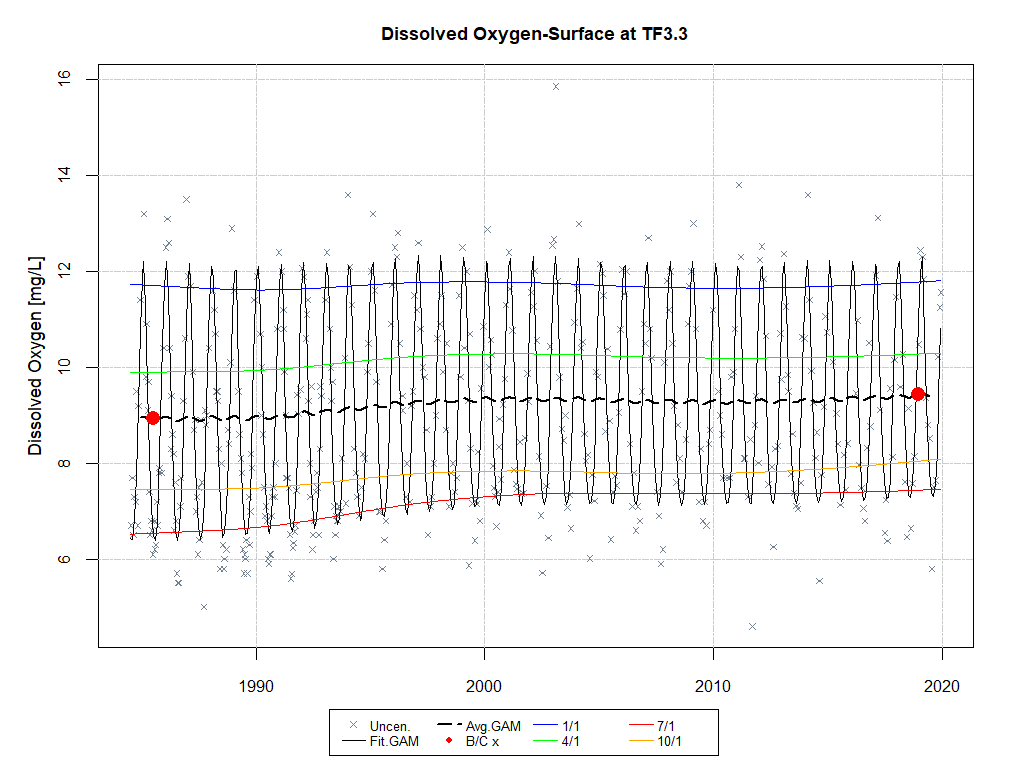 Dissolved Oxygen-Surface at TF3.3
Dissolved Oxygen [mg/L]
16
14
12
10
8
6
1990 2000 2010 2020
Uncen. Avg.GAM 1/1 7/1
Fit.GAM B/C x 4/1 10/1